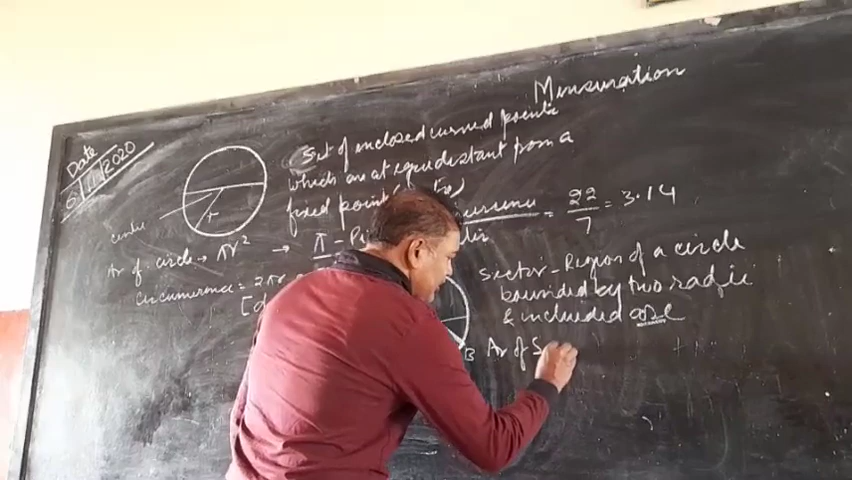 Mensuration
Date
6/11/2020
Set of enclosed curved points
which are at equidistant from a
fixed point
centre
r
Ar of circle → πr²
→ π -
= 22/7 = 3.14
Circumerence = 2πr
Sector - Region of a circle
bounded by two radii
& included arc
B
Ar of S